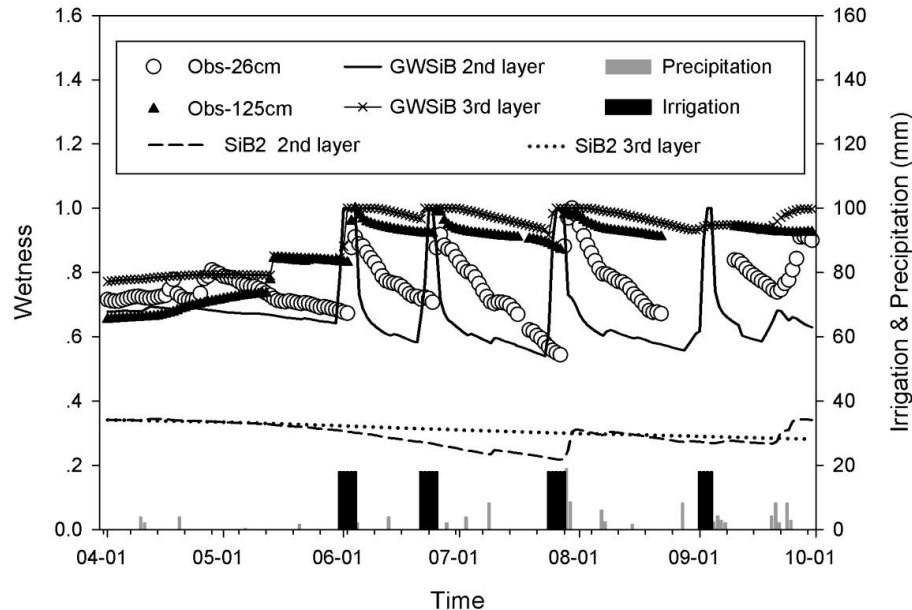 1.6
1.4
1.2
1.0
.8
.6
.4
.2
0.0
Wetness
Obs-26cm GWSiB 2nd layer Precipitation
Obs-125cm GWSiB 3rd layer Irrigation
SiB2 2nd layer SiB2 3rd layer
160
140
120
100
80
60
40
20
0
Irrigation & Precipitation (mm)
04-01 05-01 06-01 07-01 08-01 09-01 10-01
Time